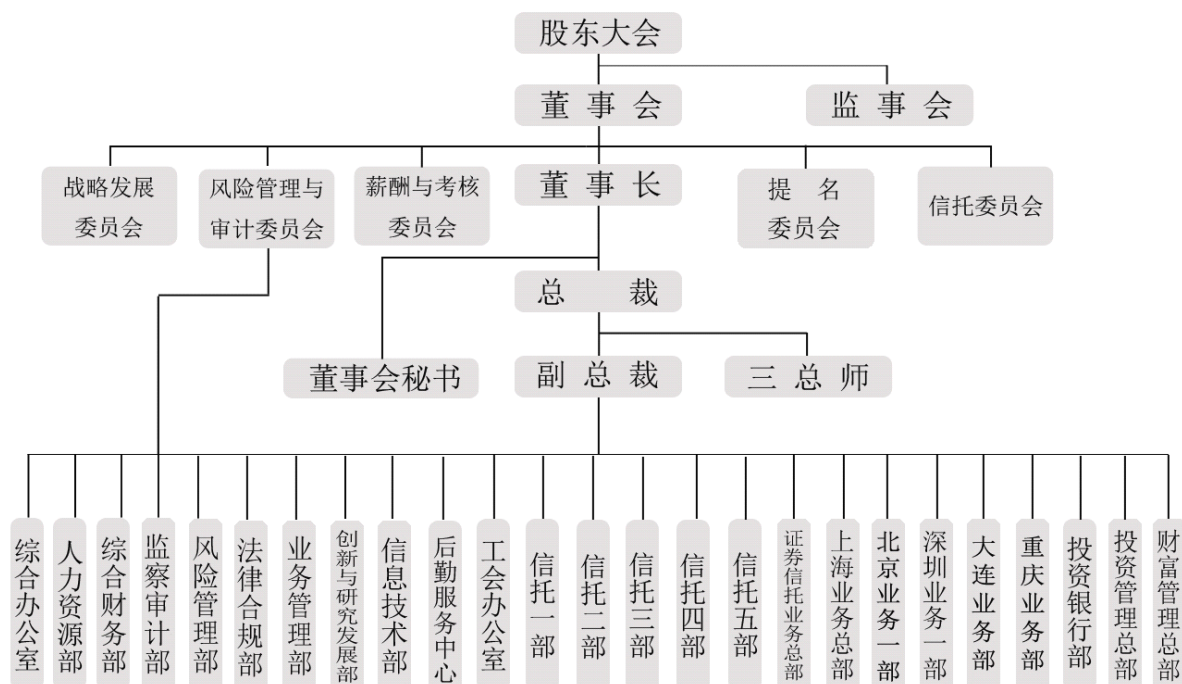 股东大会
董事会
监事会
战略发展
委员会
风险管理与
审计委员会
薪酬与考核
委员会
董事长
提名
委员会
信托委员会
总裁
董事会秘书
副总裁
三总师
综合办公室
人力资源部
综合财务部
监察审计部
风险管理部
法律合规部
业务管理部
创新与研究发展部
信息技术部
后勤服务中心
工会办公室
信托一部
信托二部
信托三部
信托四部
信托五部
证券信托业务总部
上海业务总部
北京业务一部
深圳业务一部
大连业务部
重庆业务部
投资银行部
投资管理总部
财富管理总部